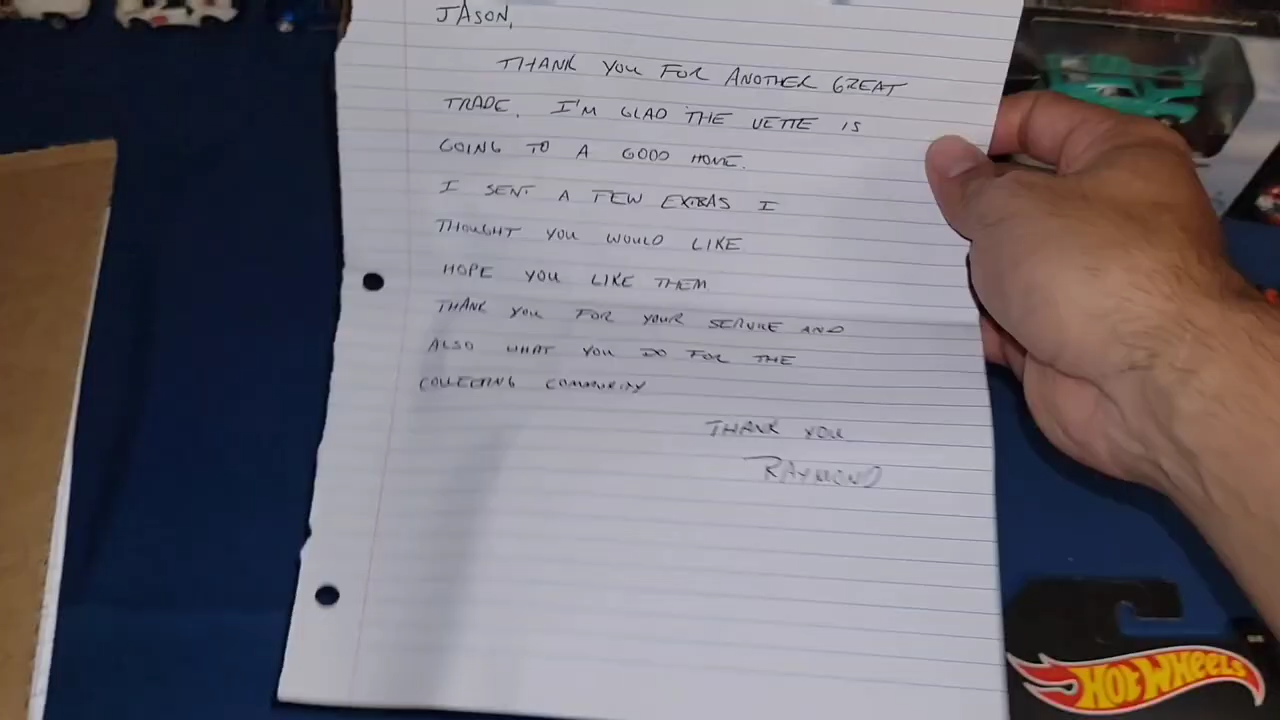 JASON,
THANK YOU FOR ANOTHER GREAT
TRADE. I'M GLAD THE VETTE IS
GOING TO A GOOD HOME.
I SENT A FEW EXTRAS I
THOUGHT YOU WOULD LIKE
HOPE YOU LIKE THEM
THANK YOU FOR YOUR SERVICE AND
ALSO WHAT YOU DO FOR THE
COLLECTING COMMUNITY
THANK YOU
RAYMOND
HOT WHEELS